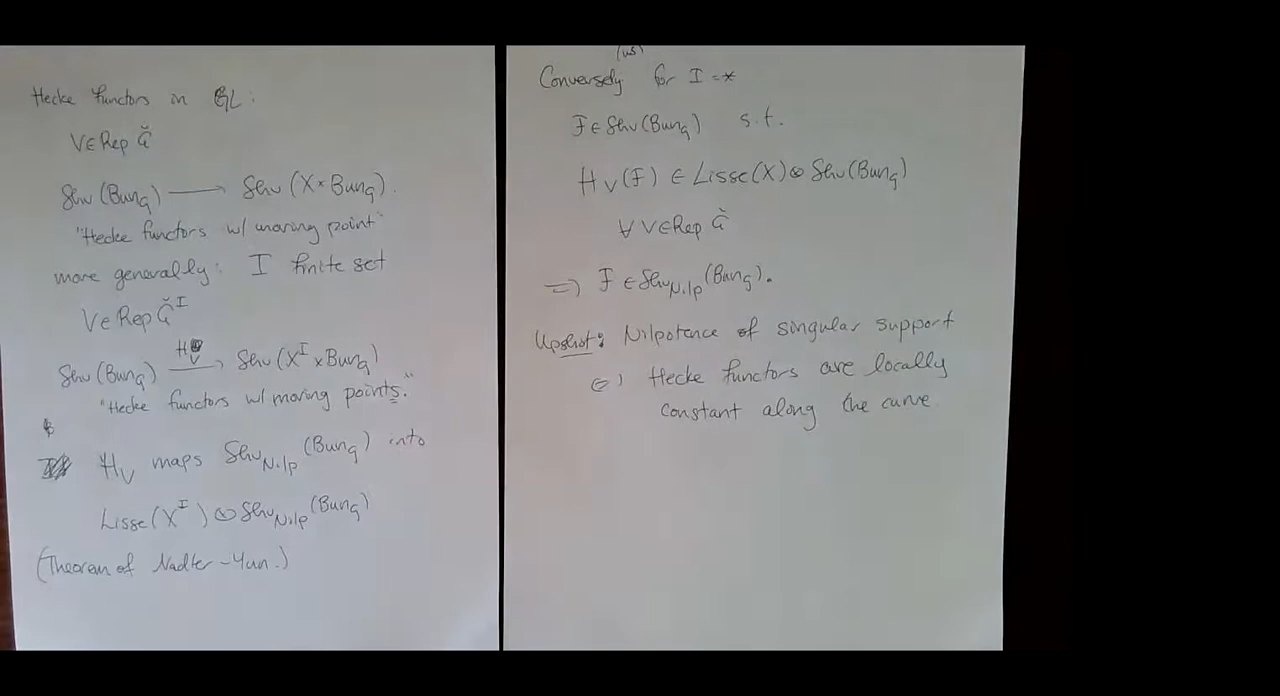 Hecke functors in GL:
V∈Rep Ǧ
Shv(Bun_G) ⟶ Shv(X×Bun_G).
"Hecke functors w/ moving point"
more generally: I finite set
V∈Rep Ǧ^I
Shv(Bun_G) ⟶^{H_V} Shv(X^I×Bun_G)
"Hecke functors w/ moving points."
H_V maps Shv_Nilp(Bun_G) into
Lisse(X^I)⊗Shv_Nilp(Bun_G)
(Theorem of Nadler-Yun.)
(us)
Conversely for I=*
F∈Shv(Bun_G) s.t.
H_V(F) ∈ Lisse(X)⊗Shv(Bun_G)
∀ V∈Rep Ǧ
⇒ F∈Shv_Nilp(Bun_G).
Upshot: Nilpotence of singular support
⇔ Hecke functors are locally
constant along the curve.